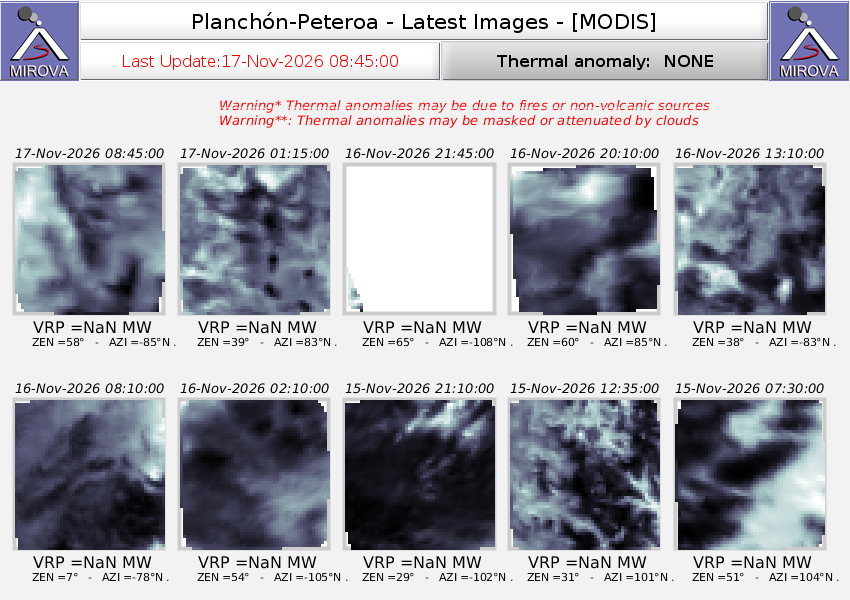 Planchón-Peteroa - Latest Images - [MODIS]
MIROVA
Last Update:17-Nov-2026 08:45:00
Thermal anomaly: NONE
MIROVA
Warning* Thermal anomalies may be due to fires or non-volcanic sources
Warning**: Thermal anomalies may be masked or attenuated by clouds
17-Nov-2026 08:45:00
17-Nov-2026 01:15:00
16-Nov-2026 21:45:00
16-Nov-2026 20:10:00
16-Nov-2026 13:10:00
VRP =NaN MW
VRP =NaN MW
VRP =NaN MW
VRP =NaN MW
VRP =NaN MW
ZEN =58° - AZI =-85°N .
ZEN =39° - AZI =83°N .
ZEN =65° - AZI =-108°N .
ZEN =60° - AZI =85°N .
ZEN =38° - AZI =-83°N .
16-Nov-2026 08:10:00
16-Nov-2026 02:10:00
15-Nov-2026 21:10:00
15-Nov-2026 12:35:00
15-Nov-2026 07:30:00
VRP =NaN MW
VRP =NaN MW
VRP =NaN MW
VRP =NaN MW
VRP =NaN MW
ZEN =7° - AZI =-78°N .
ZEN =54° - AZI =-105°N .
ZEN =29° - AZI =-102°N .
ZEN =31° - AZI =101°N .
ZEN =51° - AZI =104°N .